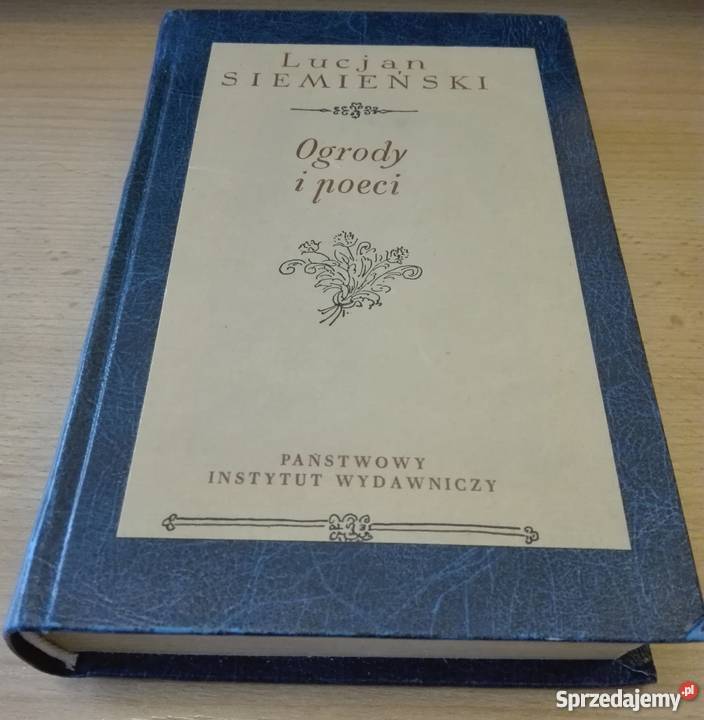 Lucjan
SIEMIEŃSKI
Ogrody
i poeci
PAŃSTWOWY
INSTYTUT WYDAWNICZY
Sprzedajemy.pl